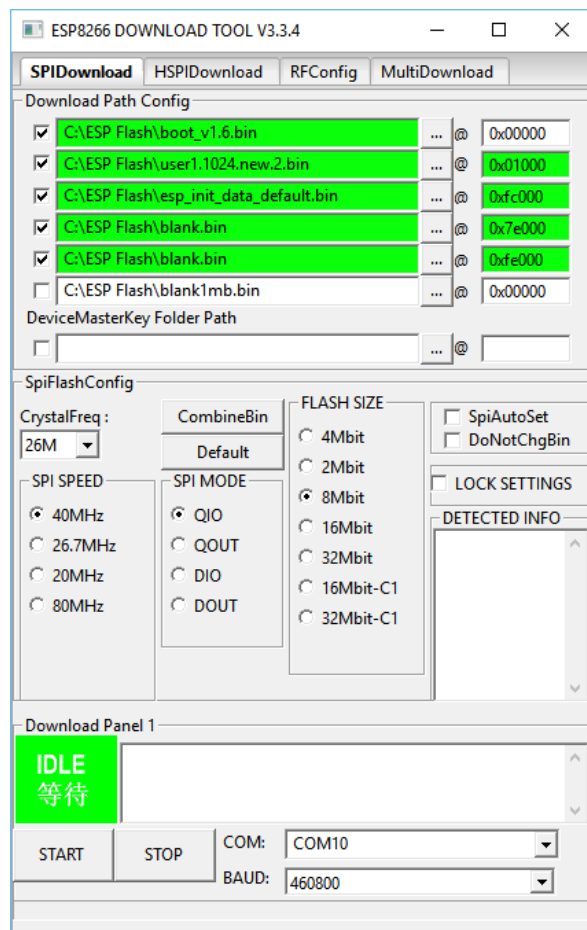 ESP8266 DOWNLOAD TOOL V3.3.4
SPIDownload HSPIDownload RFConfig MultiDownload
Download Path Config
C:\ESP Flash\boot_v1.6.bin ... @ 0x00000
C:\ESP Flash\user1.1024.new.2.bin ... @ 0x01000
C:\ESP Flash\esp_init_data_default.bin ... @ 0xfc000
C:\ESP Flash\blank.bin ... @ 0x7e000
C:\ESP Flash\blank.bin ... @ 0xfe000
C:\ESP Flash\blank1mb.bin ... @ 0x00000
DeviceMasterKey Folder Path
... @
SpiFlashConfig
CrystalFreq :
26M
CombineBin
Default
SPI SPEED
40MHz
26.7MHz
20MHz
80MHz
SPI MODE
QIO
QOUT
DIO
DOUT
FLASH SIZE
4Mbit
2Mbit
8Mbit
16Mbit
32Mbit
16Mbit-C1
32Mbit-C1
SpiAutoSet
DoNotChgBin
LOCK SETTINGS
DETECTED INFO
Download Panel 1
IDLE
等待
START STOP
COM: COM10
BAUD: 460800